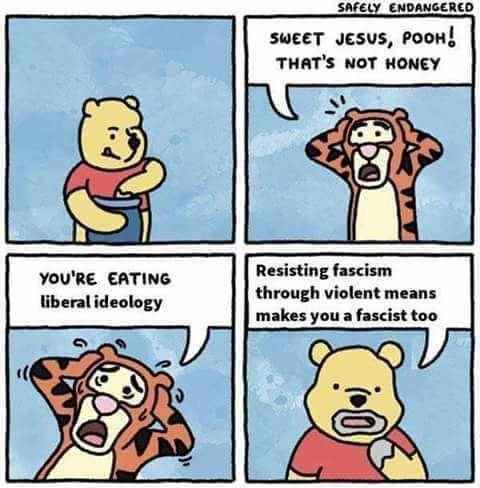 SAFELY ENDANGERED
SWEET JESUS, POOH!
THAT'S NOT HONEY
YOU'RE EATING
liberal ideology
Resisting fascism
through violent means
makes you a fascist too